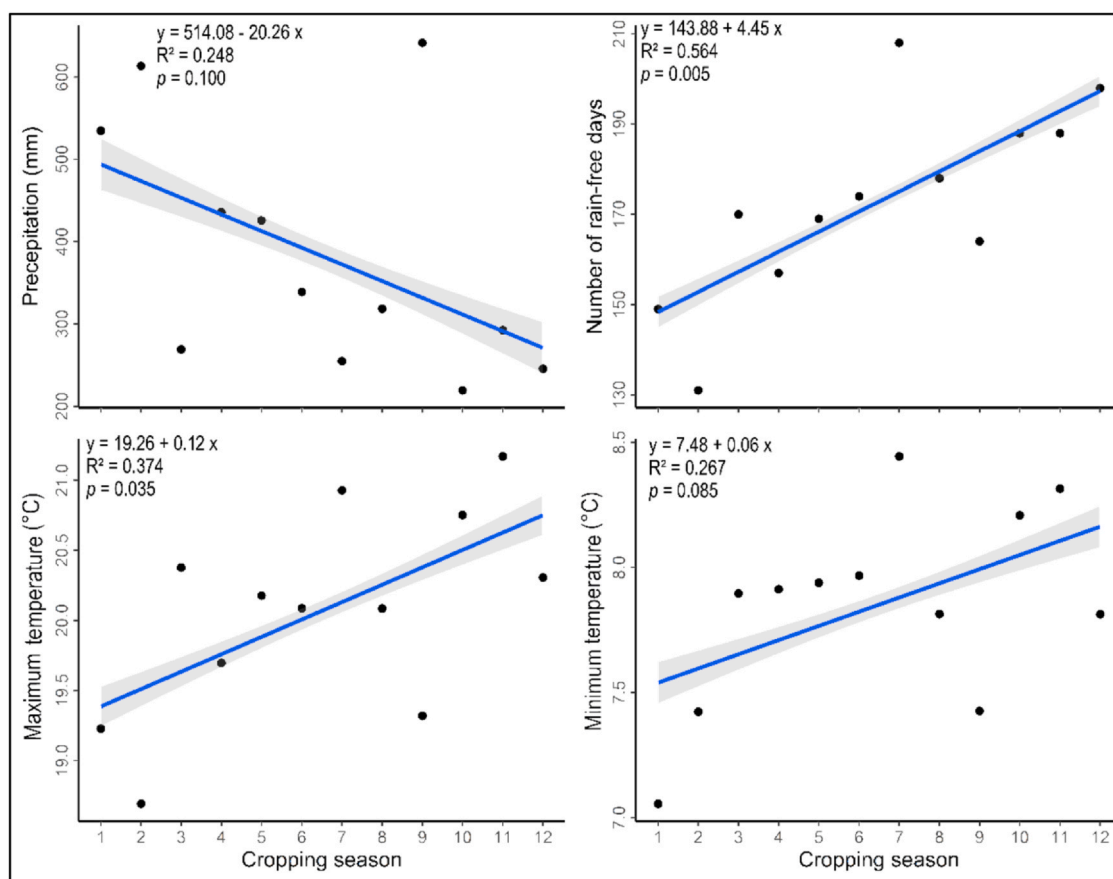 y = 514.08 - 20.26 x
R² = 0.248
p = 0.100
Precepitation (mm)
600
500
400
300
200
y = 143.88 + 4.45 x
R² = 0.564
p = 0.005
Number of rain-free days
210
190
170
150
130
y = 19.26 + 0.12 x
R² = 0.374
p = 0.035
Maximum temperature (°C)
21.0
20.5
20.0
19.5
19.0
1 2 3 4 5 6 7 8 9 10 11 12
Cropping season
y = 7.48 + 0.06 x
R² = 0.267
p = 0.085
Minimum temperature (°C)
8.5
8.0
7.5
7.0
1 2 3 4 5 6 7 8 9 10 11 12
Cropping season